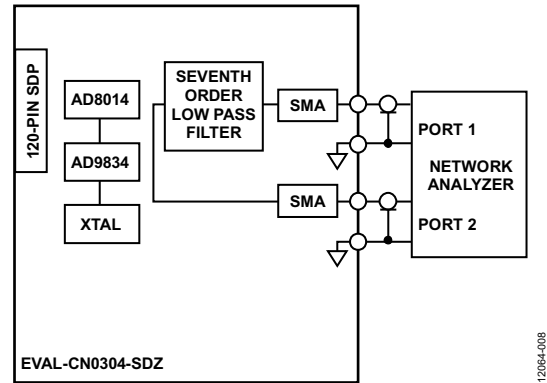 120-PIN SDP
AD8014
AD9834
XTAL
SEVENTH
ORDER
LOW PASS
FILTER
SMA
SMA
PORT 1
NETWORK
ANALYZER
PORT 2
EVAL-CN0304-SDZ
12064-008